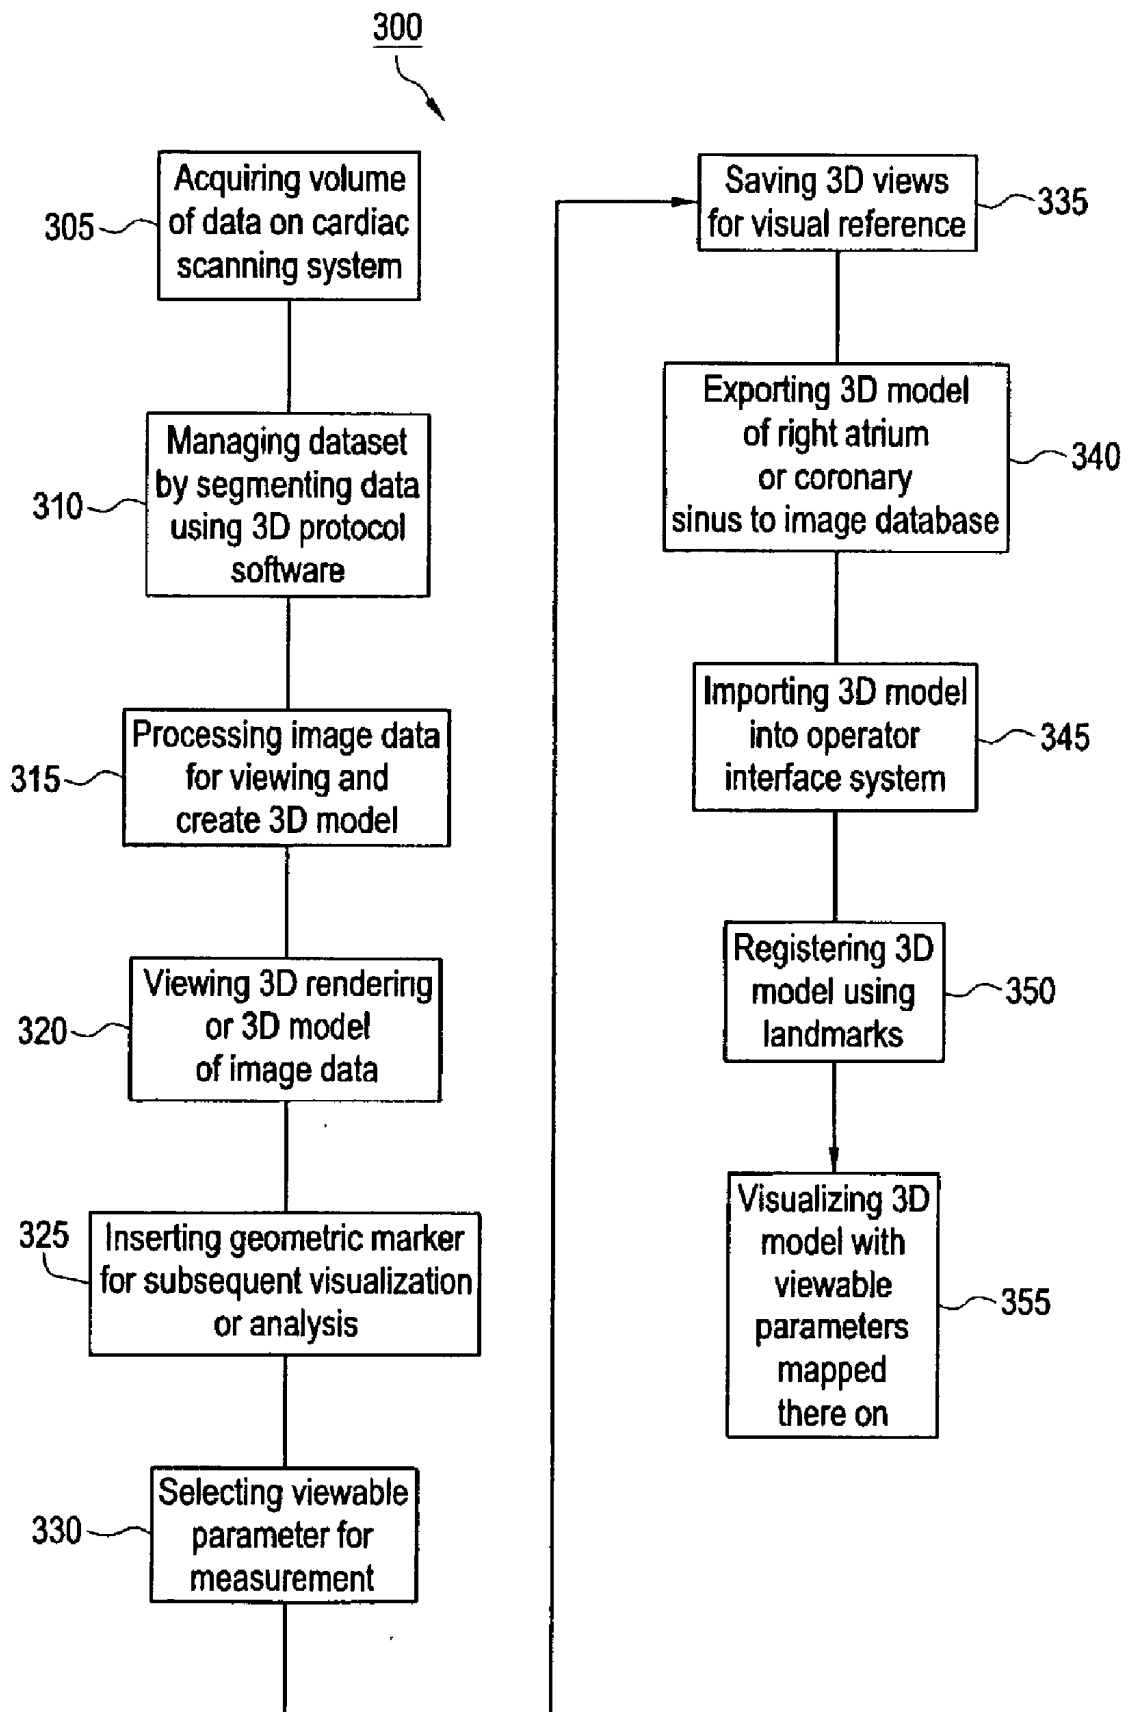 300
305
Acquiring volume
of data on cardiac
scanning system
310
Managing dataset
by segmenting data
using 3D protocol
software
315
Processing image data
for viewing and
create 3D model
320
Viewing 3D rendering
or 3D model
of image data
325
Inserting geometric marker
for subsequent visualization
or analysis
330
Selecting viewable
parameter for
measurement
Saving 3D views
for visual reference
335
Exporting 3D model
of right atrium
or coronary
sinus to image database
340
Importing 3D model
into operator
interface system
345
Registering 3D
model using
landmarks
350
Visualizing 3D
model with
viewable
parameters
mapped
there on
355